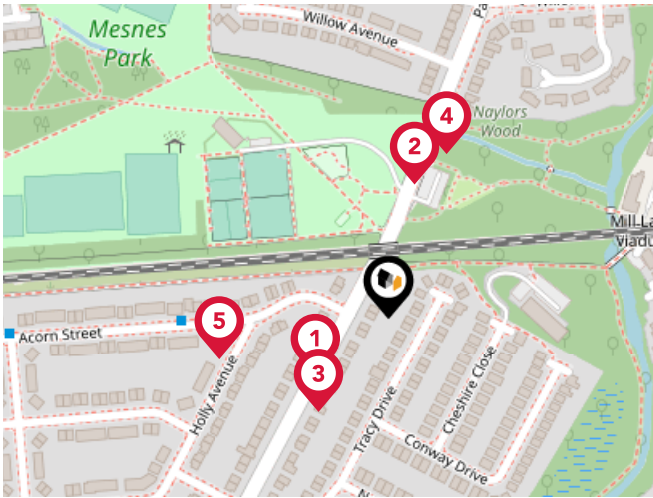 Willow Avenue
Pa
Mesnes
Park
4
Naylors
Wood
2
Mill La
Viadu
5
1
Acorn Street
3
Holly Avenue
Tracy Drive
Cheshire Close
Conway Drive
N